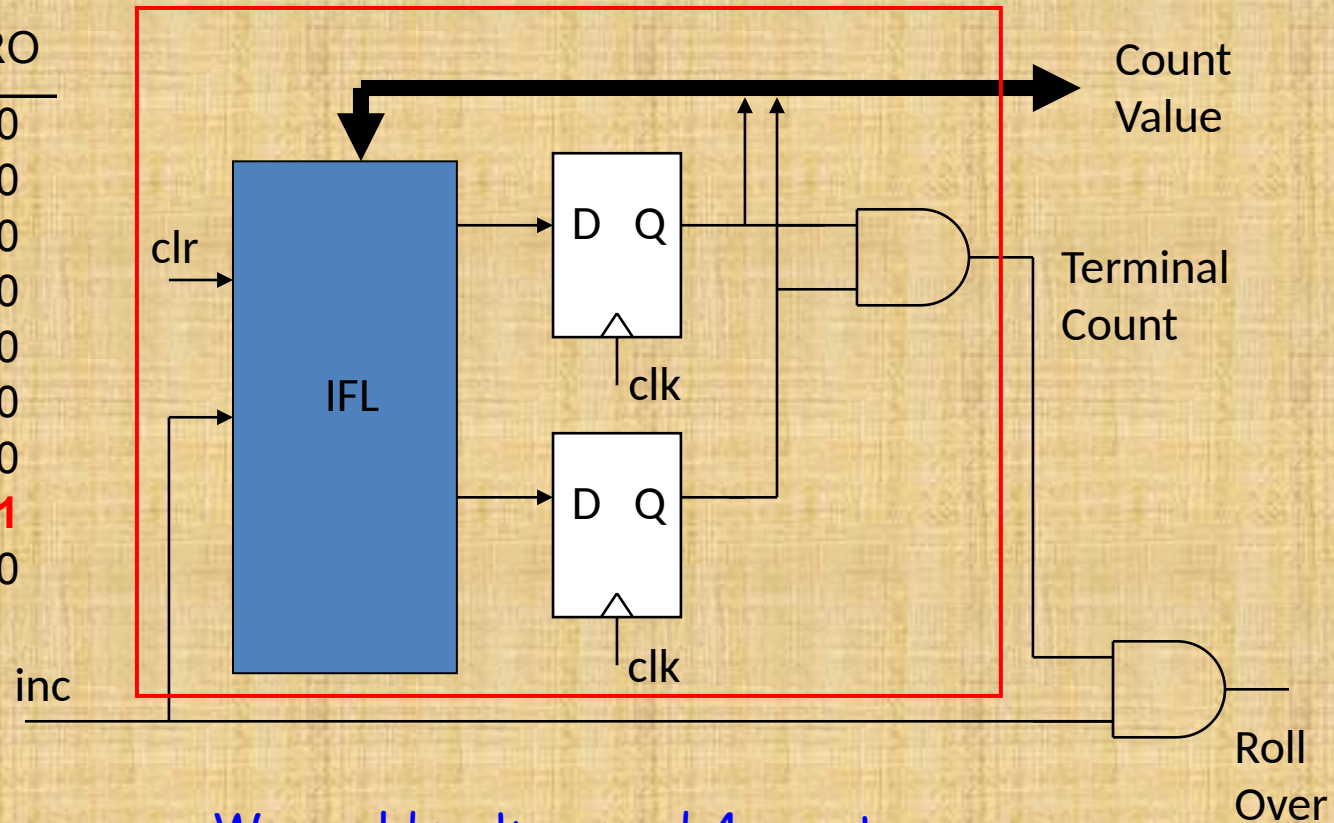 RO
0
0
0
0
0
0
0
1
0
inc
clr
IFL
D Q
clk
D Q
clk
Count
Value
Terminal
Count
Roll
Over